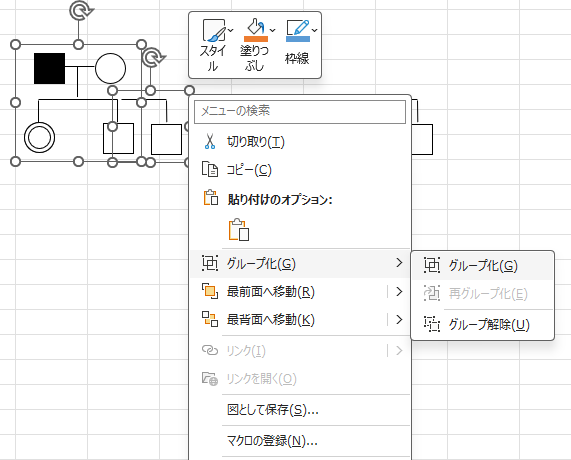 スタイル
塗りつぶし
枠線
メニューの検索
切り取り(T)
コピー(C)
貼り付けのオプション:
グループ化(G)
最前面へ移動(R)
最背面へ移動(K)
リンク(I)
リンクを開く(O)
図として保存(S)...
マクロの登録(N)...
グループ化(G)
再グループ化(E)
グループ解除(U)